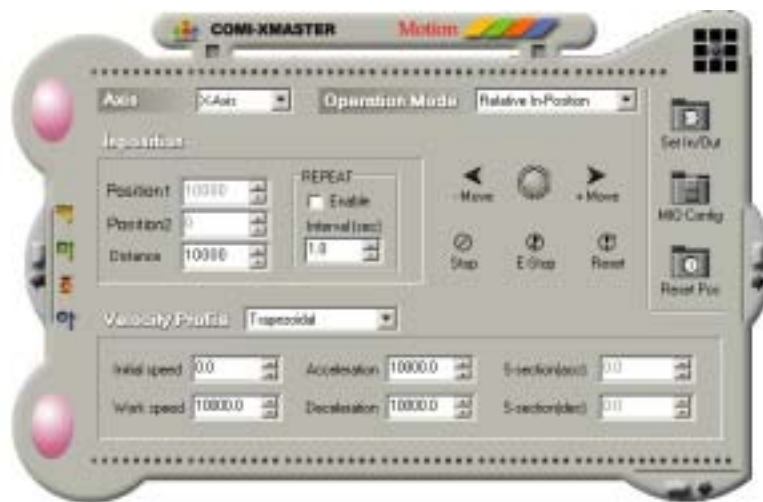 COMI-XMASTER Motion
Axis X-Axis Operation Mode Relative In-Position
Inposition
Position1 10000
Position2 0
Distance 10000
REPEAT
Enable
Interval(sec)
1.0
- Move + Move
Stop E-Stop Reset
Set In/Out
MIO Config
Reset Pos
Velocity Profile Trapezoidal
Initial speed 0.0 Acceleration 10000.0 S-section(acc) 0.0
Work speed 10000.0 Deceleration 10000.0 S-section(dec) 0.0